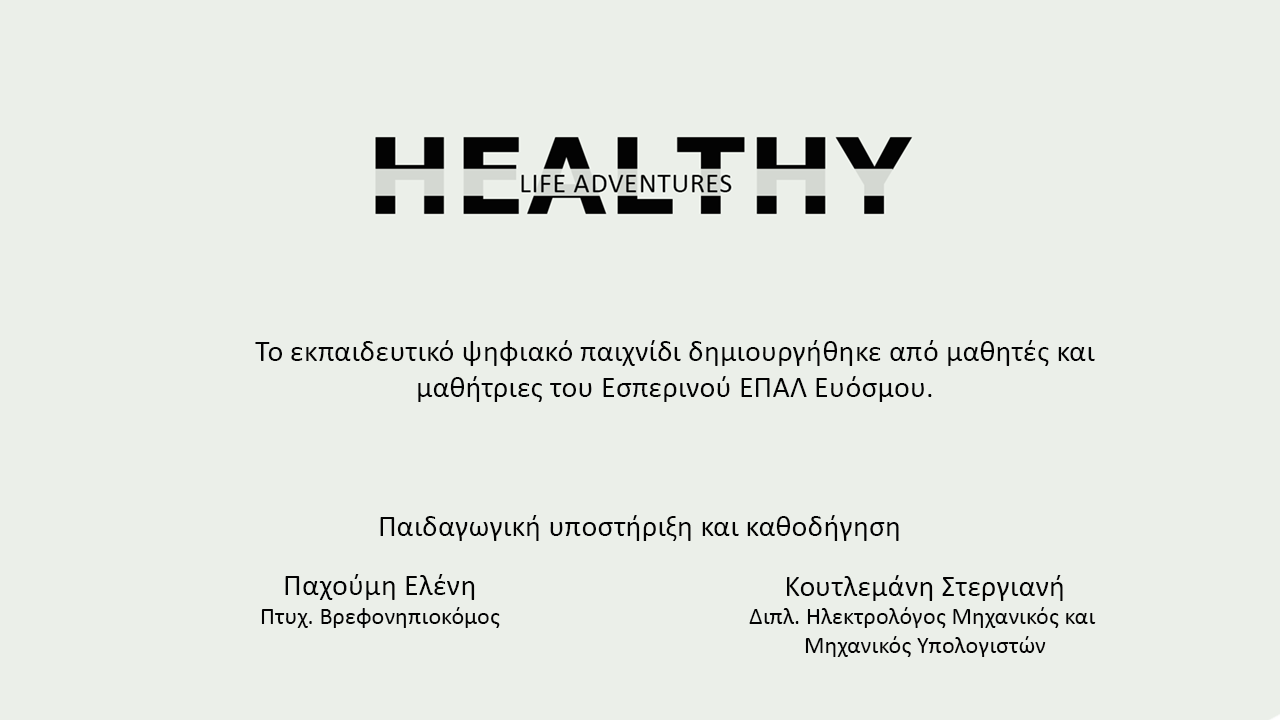 HEALTHY
LIFE ADVENTURES
Το εκπαιδευτικό ψηφιακό παιχνίδι δημιουργήθηκε από μαθητές και
μαθήτριες του Εσπερινού ΕΠΑΛ Ευόσμου.
Παιδαγωγική υποστήριξη και καθοδήγηση
Παχούμη Ελένη
Πτυχ. Βρεφονηπιοκόμος
Κουτλεμάνη Στεργιανή
Διπλ. Ηλεκτρολόγος Μηχανικός και
Μηχανικός Υπολογιστών